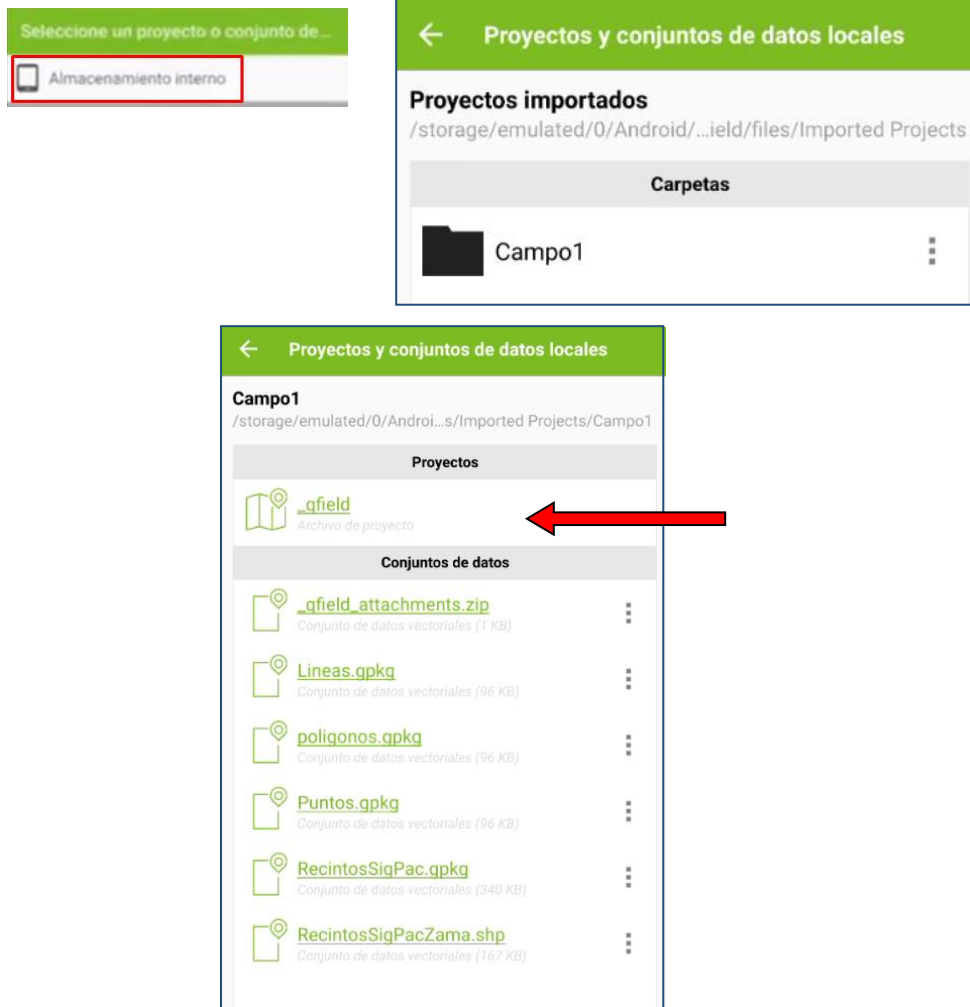 Seleccione un proyecto o conjunto de...
Almacenamiento interno
Proyectos y conjuntos de datos locales
Proyectos importados
/storage/emulated/0/Android/...ield/files/Imported Projects
Carpetas
Campo1
Proyectos y conjuntos de datos locales
Campo1
/storage/emulated/0/Androi...s/Imported Projects/Campo1
Proyectos
_qfield
Archivo de proyecto
Conjuntos de datos
_qfield_attachments.zip
Conjunto de datos vectoriales (1 KB)
Lineas.gpkg
Conjunto de datos vectoriales (96 KB)
poligonos.gpkg
Conjunto de datos vectoriales (96 KB)
Puntos.gpkg
Conjunto de datos vectoriales (96 KB)
RecintosSigPac.gpkg
Conjunto de datos vectoriales (340 KB)
RecintosSigPacZama.shp
Conjunto de datos vectoriales (167 KB)